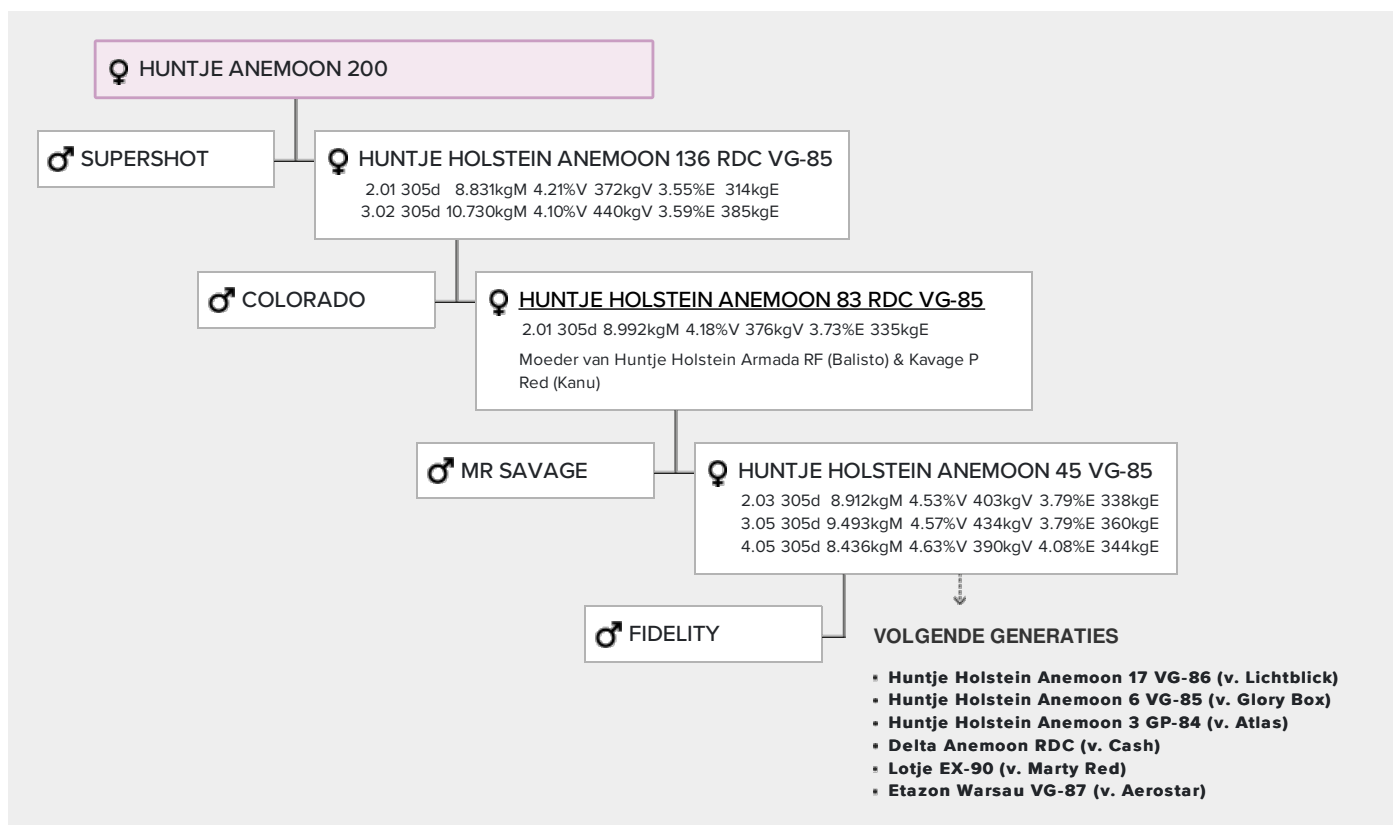 HUNTJE ANEMOON 200
SUPERSHOT
HUNTJE HOLSTEIN ANEMOON 136 RDC VG-85
2.01 305d 8.831kgM 4.21%V 372kgV 3.55%E 314kgE
3.02 305d 10.730kgM 4.10%V 440kgV 3.59%E 385kgE
COLORADO
HUNTJE HOLSTEIN ANEMOON 83 RDC VG-85
2.01 305d 8.992kgM 4.18%V 376kgV 3.73%E 335kgE
Moeder van Huntje Holstein Armada RF (Balisto) & Kavage P
Red (Kanu)
MR SAVAGE
HUNTJE HOLSTEIN ANEMOON 45 VG-85
2.03 305d 8.912kgM 4.53%V 403kgV 3.79%E 338kgE
3.05 305d 9.493kgM 4.57%V 434kgV 3.79%E 360kgE
4.05 305d 8.436kgM 4.63%V 390kgV 4.08%E 344kgE
FIDELITY
VOLGENDE GENERATIES
Huntje Holstein Anemoon 17 VG-86 (v. Lichtblick)
Huntje Holstein Anemoon 6 VG-85 (v. Glory Box)
Huntje Holstein Anemoon 3 GP-84 (v. Atlas)
Delta Anemoon RDC (v. Cash)
Lotje EX-90 (v. Marty Red)
Etazon Warsau VG-87 (v. Aerostar)